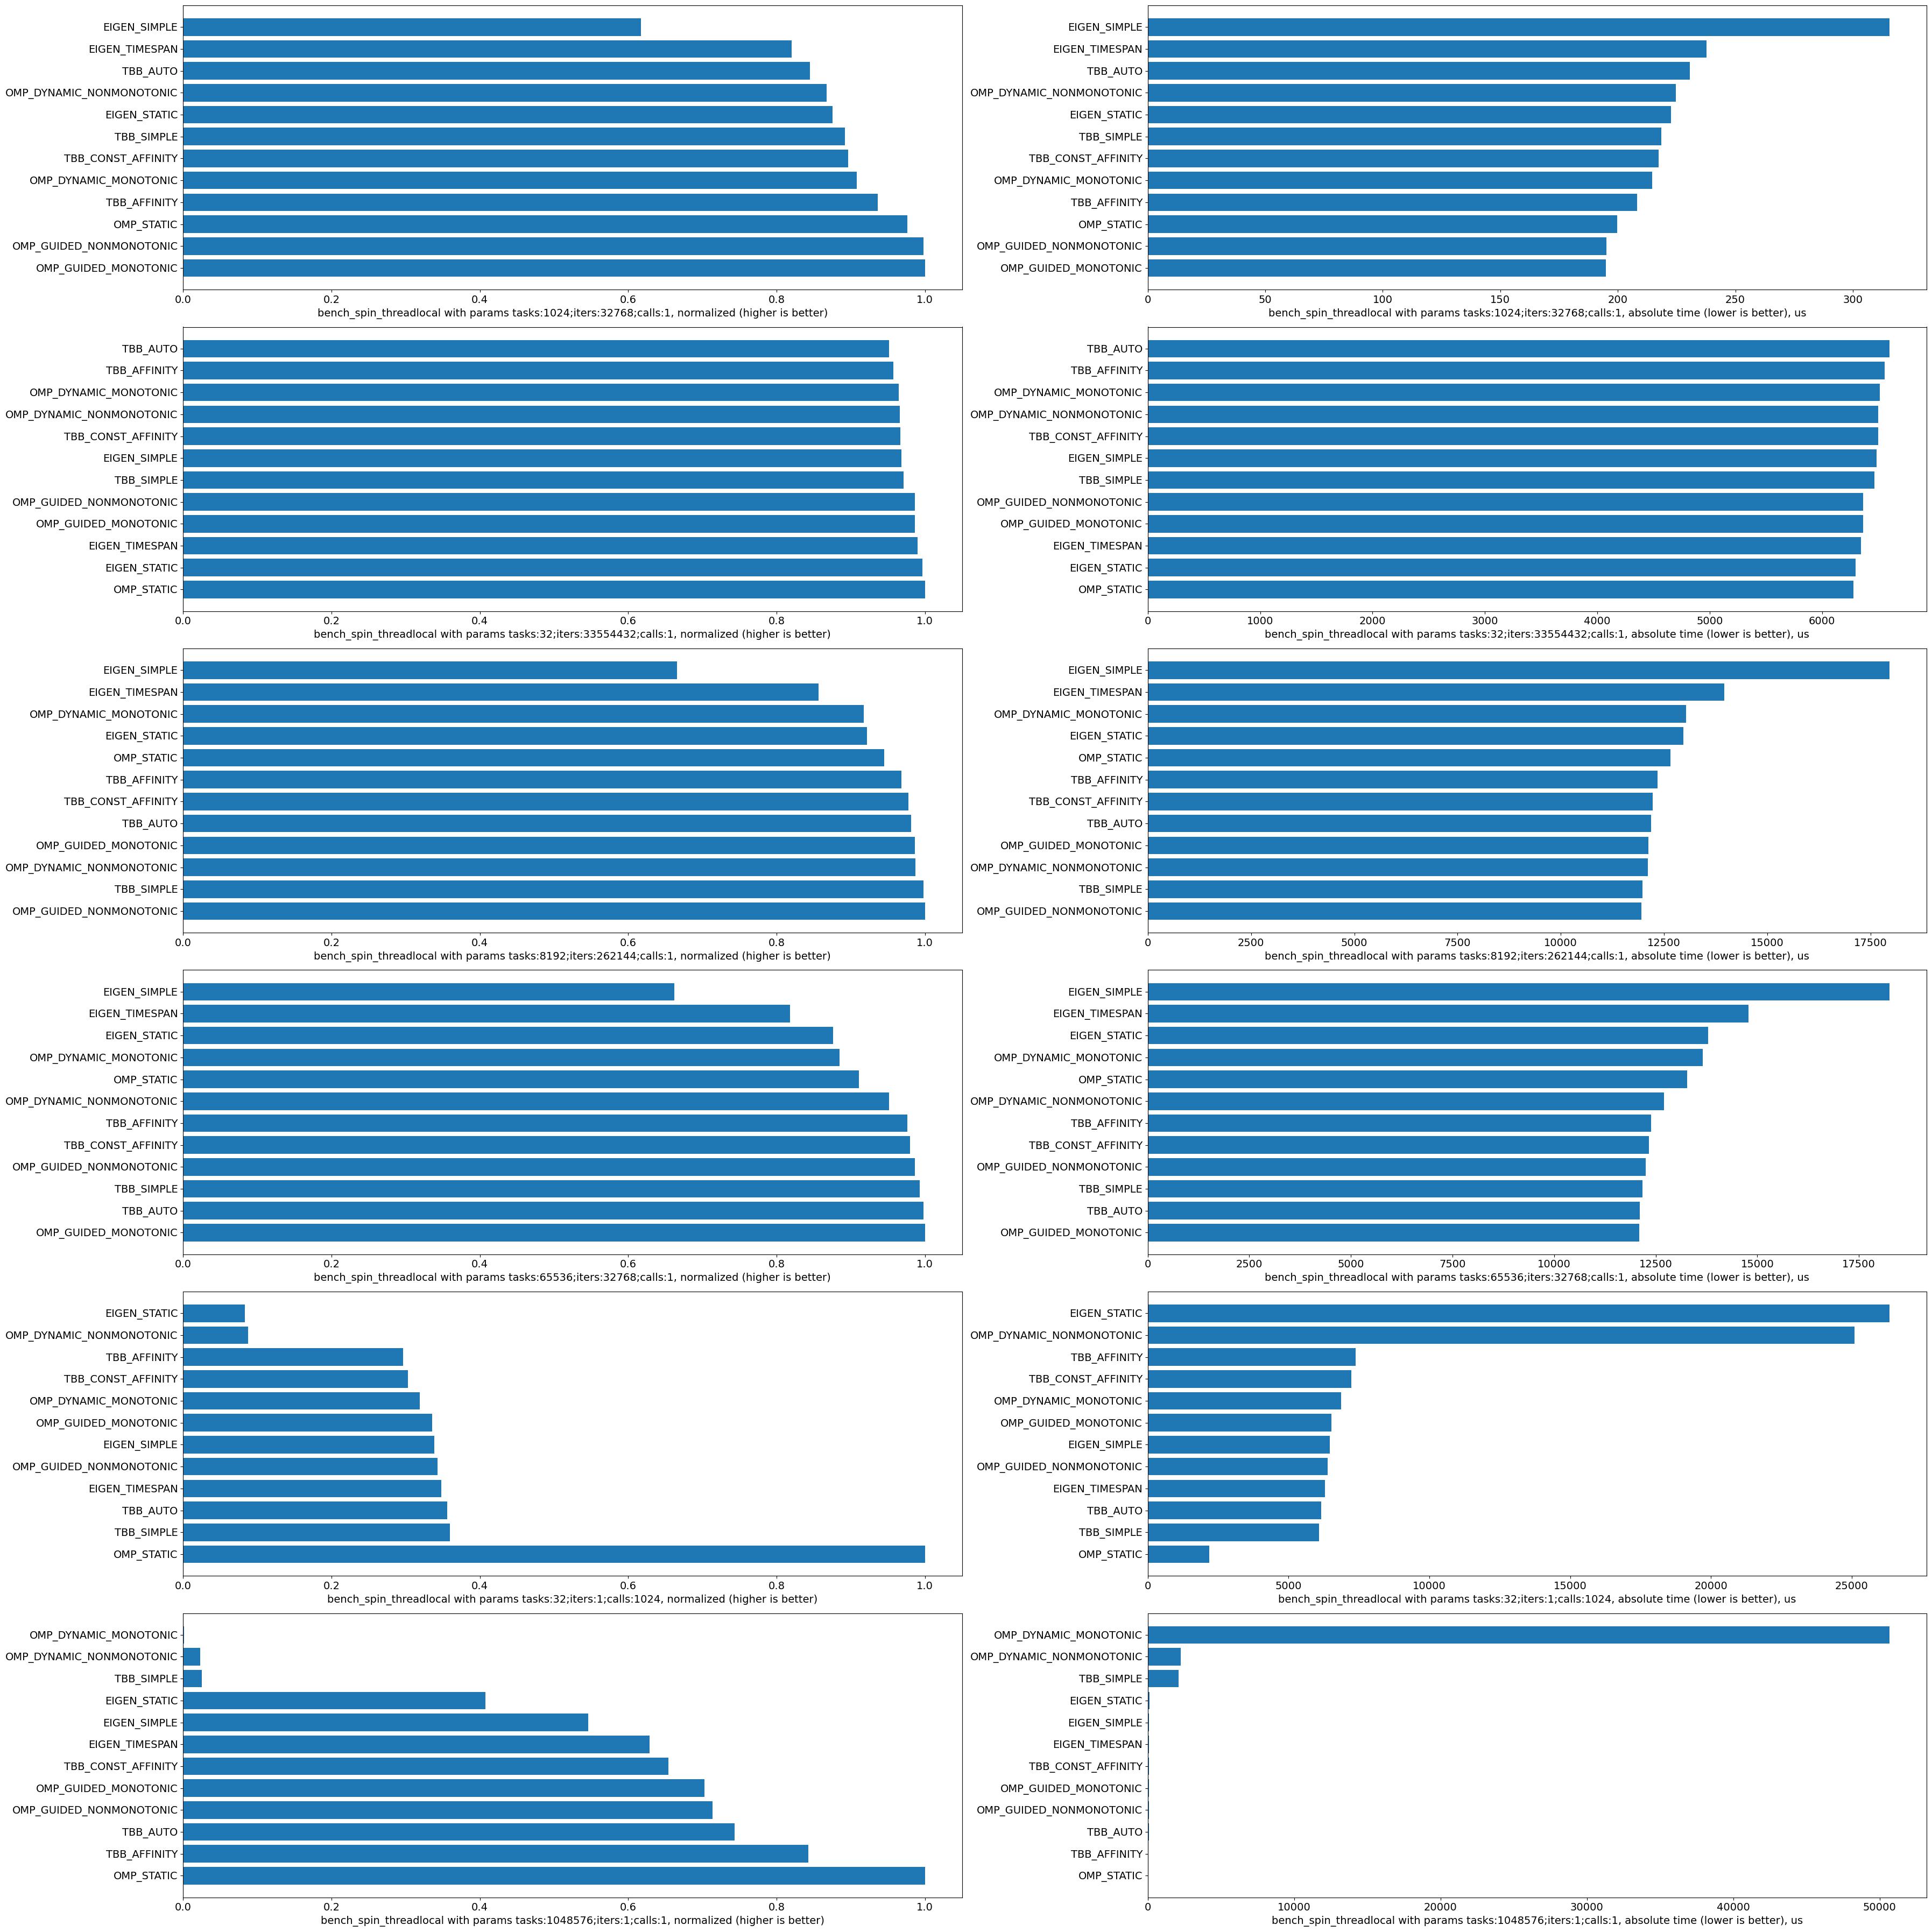 EIGEN_SIMPLE
EIGEN_TIMESPAN
TBB_AUTO
OMP_DYNAMIC_NONMONOTONIC
EIGEN_STATIC
TBB_SIMPLE
TBB_CONST_AFFINITY
OMP_DYNAMIC_MONOTONIC
TBB_AFFINITY
OMP_STATIC
OMP_GUIDED_NONMONOTONIC
OMP_GUIDED_MONOTONIC
0.0 0.2 0.4 0.6 0.8 1.0
bench_spin_threadlocal with params tasks:1024;iters:32768;calls:1, normalized (higher is better)
EIGEN_SIMPLE
EIGEN_TIMESPAN
TBB_AUTO
OMP_DYNAMIC_NONMONOTONIC
EIGEN_STATIC
TBB_SIMPLE
TBB_CONST_AFFINITY
OMP_DYNAMIC_MONOTONIC
TBB_AFFINITY
OMP_STATIC
OMP_GUIDED_NONMONOTONIC
OMP_GUIDED_MONOTONIC
0 50 100 150 200 250 300
bench_spin_threadlocal with params tasks:1024;iters:32768;calls:1, absolute time (lower is better), us
TBB_AUTO
TBB_AFFINITY
OMP_DYNAMIC_MONOTONIC
OMP_DYNAMIC_NONMONOTONIC
TBB_CONST_AFFINITY
EIGEN_SIMPLE
TBB_SIMPLE
OMP_GUIDED_NONMONOTONIC
OMP_GUIDED_MONOTONIC
EIGEN_TIMESPAN
EIGEN_STATIC
OMP_STATIC
0.0 0.2 0.4 0.6 0.8 1.0
bench_spin_threadlocal with params tasks:32;iters:33554432;calls:1, normalized (higher is better)
TBB_AUTO
TBB_AFFINITY
OMP_DYNAMIC_MONOTONIC
OMP_DYNAMIC_NONMONOTONIC
TBB_CONST_AFFINITY
EIGEN_SIMPLE
TBB_SIMPLE
OMP_GUIDED_NONMONOTONIC
OMP_GUIDED_MONOTONIC
EIGEN_TIMESPAN
EIGEN_STATIC
OMP_STATIC
0 1000 2000 3000 4000 5000 6000
bench_spin_threadlocal with params tasks:32;iters:33554432;calls:1, absolute time (lower is better), us
EIGEN_SIMPLE
EIGEN_TIMESPAN
OMP_DYNAMIC_MONOTONIC
EIGEN_STATIC
OMP_STATIC
TBB_AFFINITY
TBB_CONST_AFFINITY
TBB_AUTO
OMP_GUIDED_MONOTONIC
OMP_DYNAMIC_NONMONOTONIC
TBB_SIMPLE
OMP_GUIDED_NONMONOTONIC
0.0 0.2 0.4 0.6 0.8 1.0
bench_spin_threadlocal with params tasks:8192;iters:262144;calls:1, normalized (higher is better)
EIGEN_SIMPLE
EIGEN_TIMESPAN
OMP_DYNAMIC_MONOTONIC
EIGEN_STATIC
OMP_STATIC
TBB_AFFINITY
TBB_CONST_AFFINITY
TBB_AUTO
OMP_GUIDED_MONOTONIC
OMP_DYNAMIC_NONMONOTONIC
TBB_SIMPLE
OMP_GUIDED_NONMONOTONIC
0 2500 5000 7500 10000 12500 15000 17500
bench_spin_threadlocal with params tasks:8192;iters:262144;calls:1, absolute time (lower is better), us
EIGEN_SIMPLE
EIGEN_TIMESPAN
EIGEN_STATIC
OMP_DYNAMIC_MONOTONIC
OMP_STATIC
OMP_DYNAMIC_NONMONOTONIC
TBB_AFFINITY
TBB_CONST_AFFINITY
OMP_GUIDED_NONMONOTONIC
TBB_SIMPLE
TBB_AUTO
OMP_GUIDED_MONOTONIC
0.0 0.2 0.4 0.6 0.8 1.0
bench_spin_threadlocal with params tasks:65536;iters:32768;calls:1, normalized (higher is better)
EIGEN_SIMPLE
EIGEN_TIMESPAN
EIGEN_STATIC
OMP_DYNAMIC_MONOTONIC
OMP_STATIC
OMP_DYNAMIC_NONMONOTONIC
TBB_AFFINITY
TBB_CONST_AFFINITY
OMP_GUIDED_NONMONOTONIC
TBB_SIMPLE
TBB_AUTO
OMP_GUIDED_MONOTONIC
0 2500 5000 7500 10000 12500 15000 17500
bench_spin_threadlocal with params tasks:65536;iters:32768;calls:1, absolute time (lower is better), us
EIGEN_STATIC
OMP_DYNAMIC_NONMONOTONIC
TBB_AFFINITY
TBB_CONST_AFFINITY
OMP_DYNAMIC_MONOTONIC
OMP_GUIDED_MONOTONIC
EIGEN_SIMPLE
OMP_GUIDED_NONMONOTONIC
EIGEN_TIMESPAN
TBB_AUTO
TBB_SIMPLE
OMP_STATIC
0.0 0.2 0.4 0.6 0.8 1.0
bench_spin_threadlocal with params tasks:32;iters:1;calls:1024, normalized (higher is better)
EIGEN_STATIC
OMP_DYNAMIC_NONMONOTONIC
TBB_AFFINITY
TBB_CONST_AFFINITY
OMP_DYNAMIC_MONOTONIC
OMP_GUIDED_MONOTONIC
EIGEN_SIMPLE
OMP_GUIDED_NONMONOTONIC
EIGEN_TIMESPAN
TBB_AUTO
TBB_SIMPLE
OMP_STATIC
0 5000 10000 15000 20000 25000
bench_spin_threadlocal with params tasks:32;iters:1;calls:1024, absolute time (lower is better), us
OMP_DYNAMIC_MONOTONIC
OMP_DYNAMIC_NONMONOTONIC
TBB_SIMPLE
EIGEN_STATIC
EIGEN_SIMPLE
EIGEN_TIMESPAN
TBB_CONST_AFFINITY
OMP_GUIDED_MONOTONIC
OMP_GUIDED_NONMONOTONIC
TBB_AUTO
TBB_AFFINITY
OMP_STATIC
0.0 0.2 0.4 0.6 0.8 1.0
bench_spin_threadlocal with params tasks:1048576;iters:1;calls:1, normalized (higher is better)
OMP_DYNAMIC_MONOTONIC
OMP_DYNAMIC_NONMONOTONIC
TBB_SIMPLE
EIGEN_STATIC
EIGEN_SIMPLE
EIGEN_TIMESPAN
TBB_CONST_AFFINITY
OMP_GUIDED_MONOTONIC
OMP_GUIDED_NONMONOTONIC
TBB_AUTO
TBB_AFFINITY
OMP_STATIC
0 10000 20000 30000 40000 50000
bench_spin_threadlocal with params tasks:1048576;iters:1;calls:1, absolute time (lower is better), us